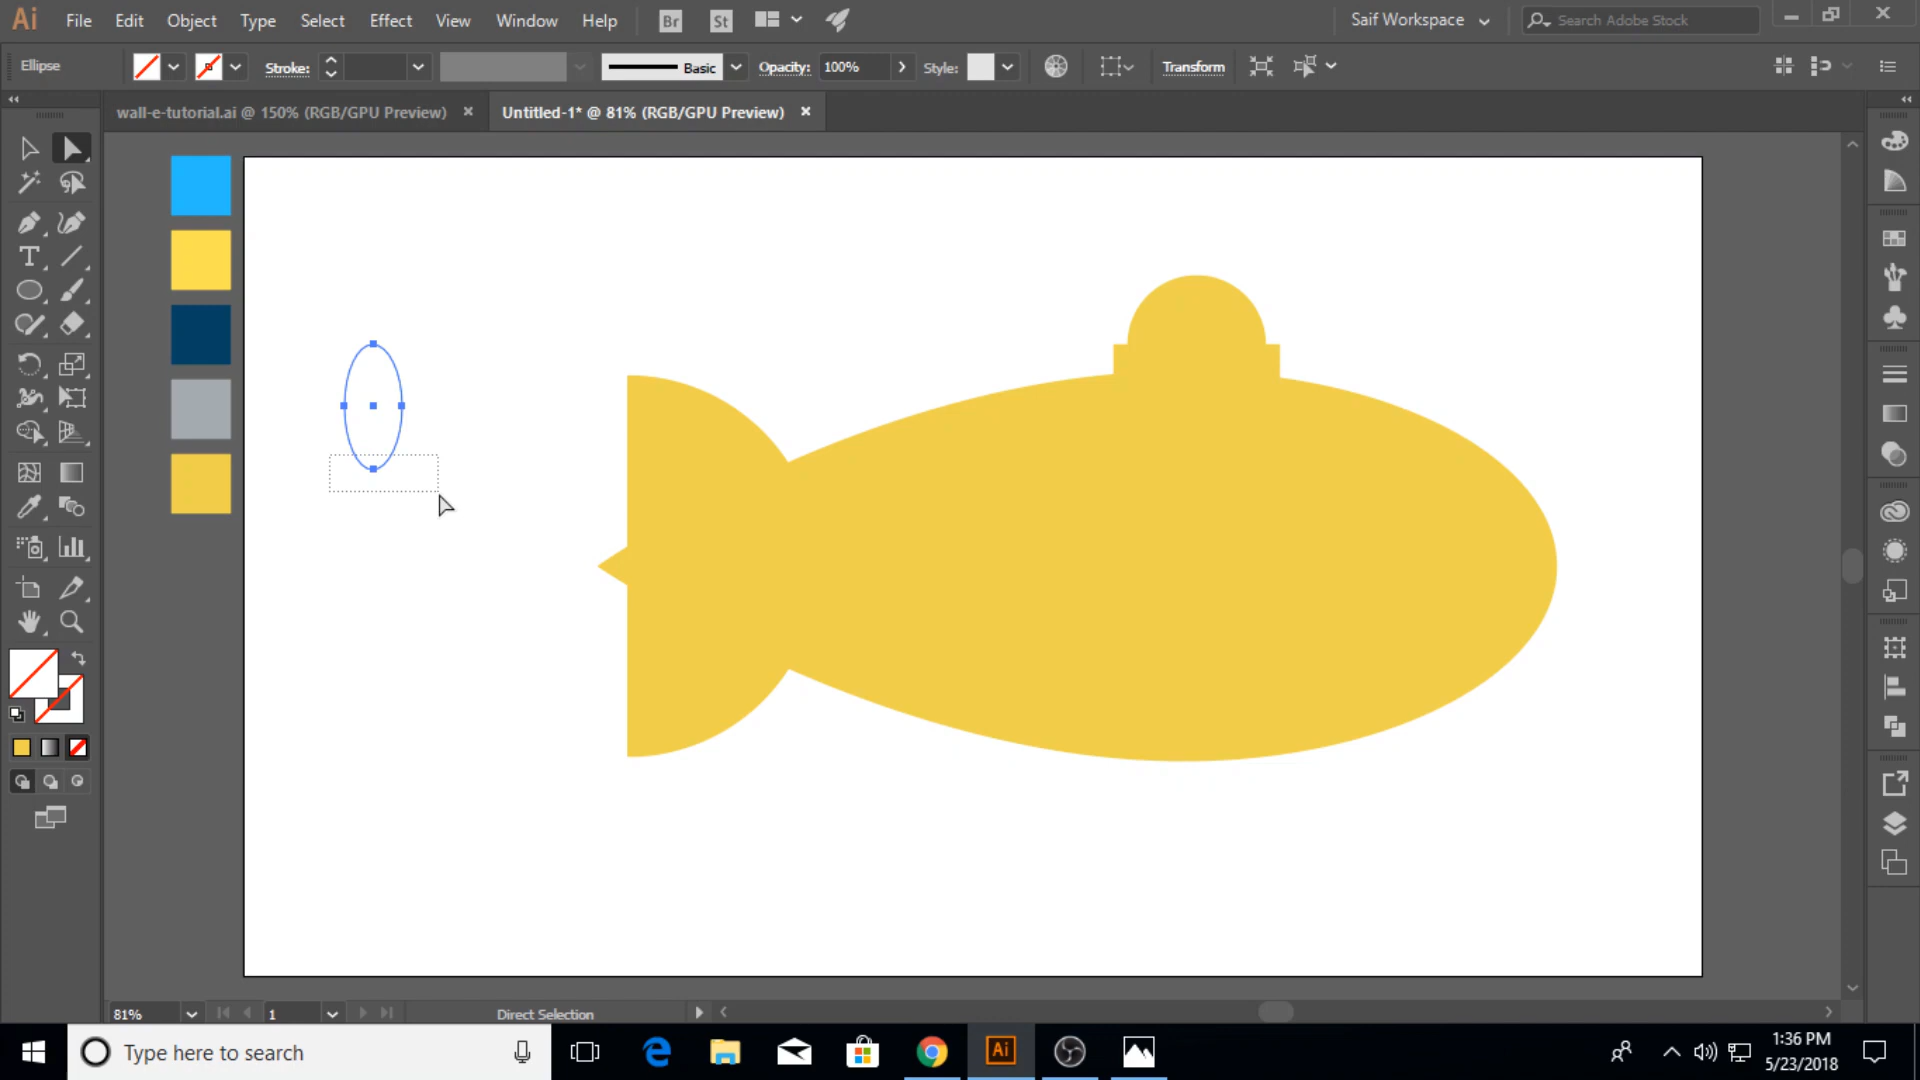 Ai File Edit Object Type Select Effect View Window Help Br St Saif Workspace Search Adobe Stock
Ellipse Stroke: Basic Opacity: 100% Style: Transform
wall-e-tutorial.ai @ 150% (RGB/GPU Preview) Untitled-1* @ 81% (RGB/GPU Preview)
T
81% 1 Direct Selection
Type here to search Ai 1:36 PM
5/23/2018